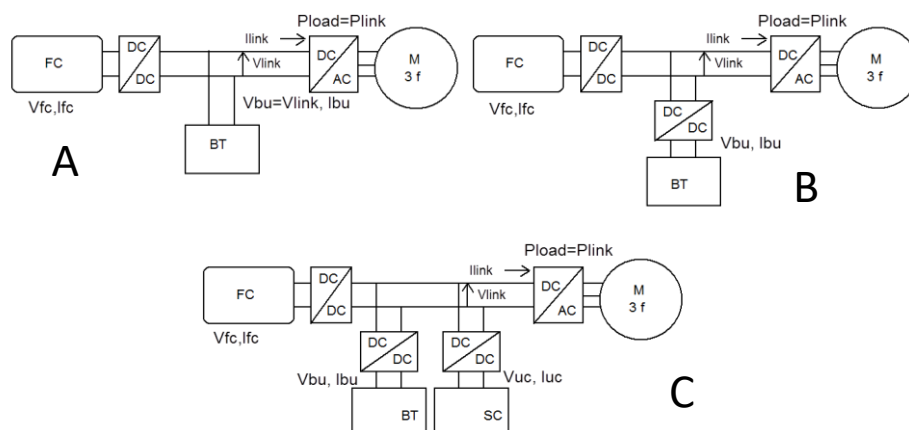 Pload=Plink
Ilink
FC
DC
DC
Vlink
DC
AC
M
3 f
Vfc,Ifc
Vbu=Vlink, Ibu
BT
A
Pload=Plink
Ilink
FC
DC
DC
Vlink
DC
AC
M
3 f
Vfc,Ifc
DC
DC
Vbu, Ibu
BT
B
Pload=Plink
Ilink
FC
DC
DC
Vlink
DC
AC
M
3 f
Vfc,Ifc
DC
DC
DC
DC
Vbu, Ibu
Vuc, Iuc
BT
SC
C